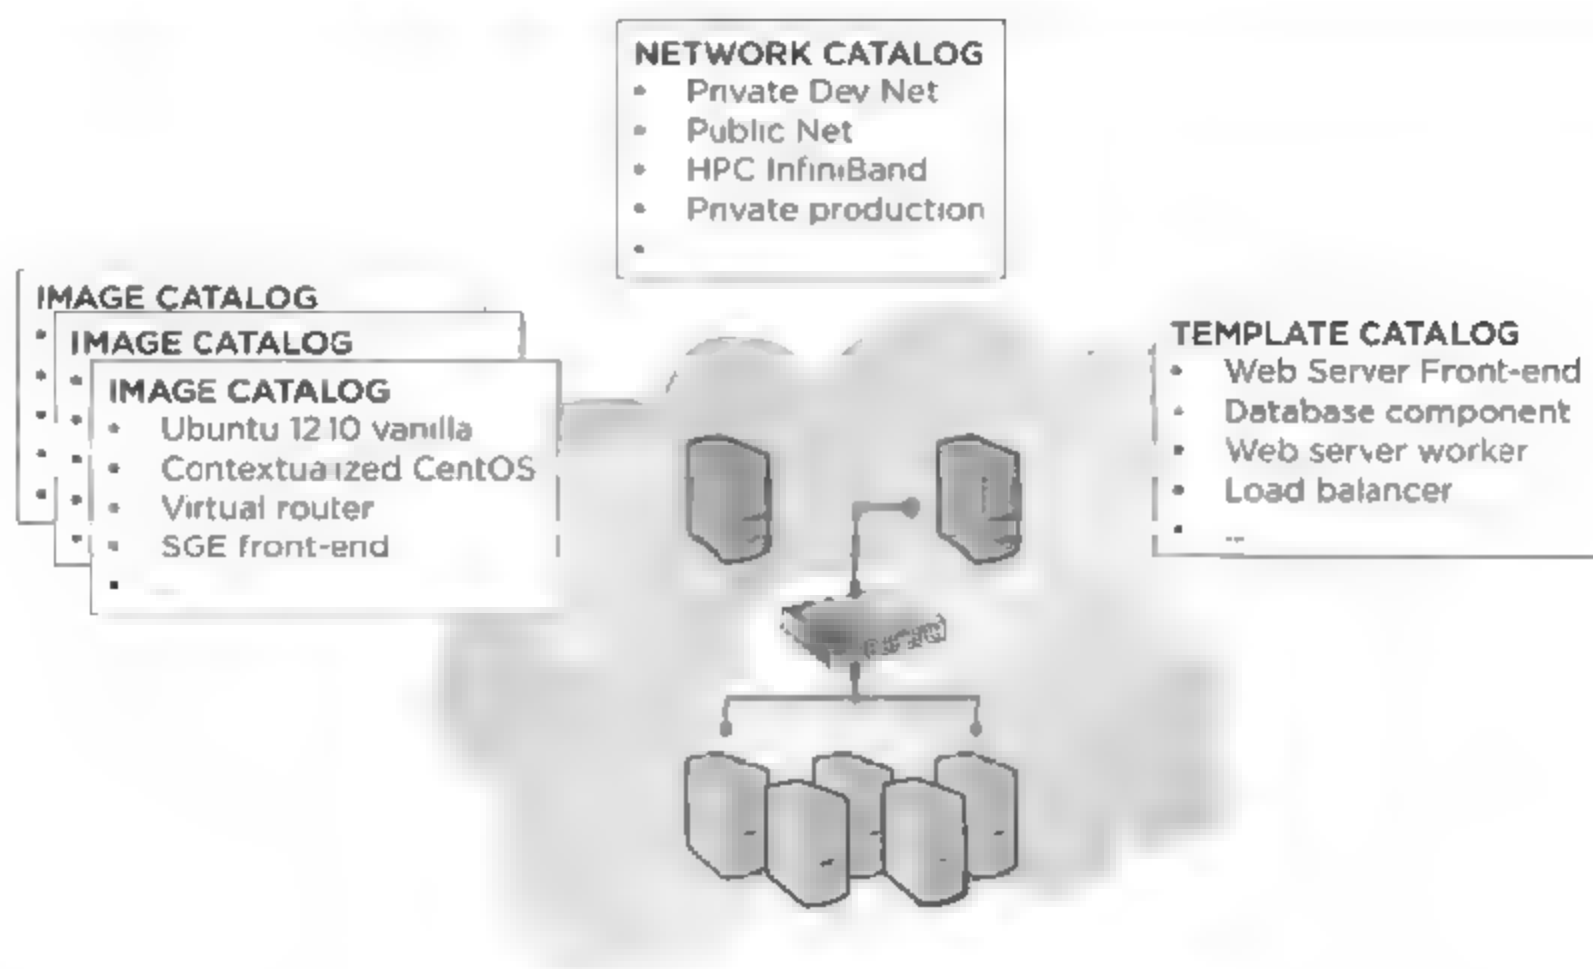 NETWORK CATALOG
• Private Dev Net
• Public Net
• HPC InfiniBand
• Private production
•
IMAGE CATALOG
IMAGE CATALOG
IMAGE CATALOG
• Ubuntu 12.10 vanilla
• Contextualized CentOS
• Virtual router
• SGE front-end
•
TEMPLATE CATALOG
• Web Server Front-end
• Database component
• Web server worker
• Load balancer
• ...